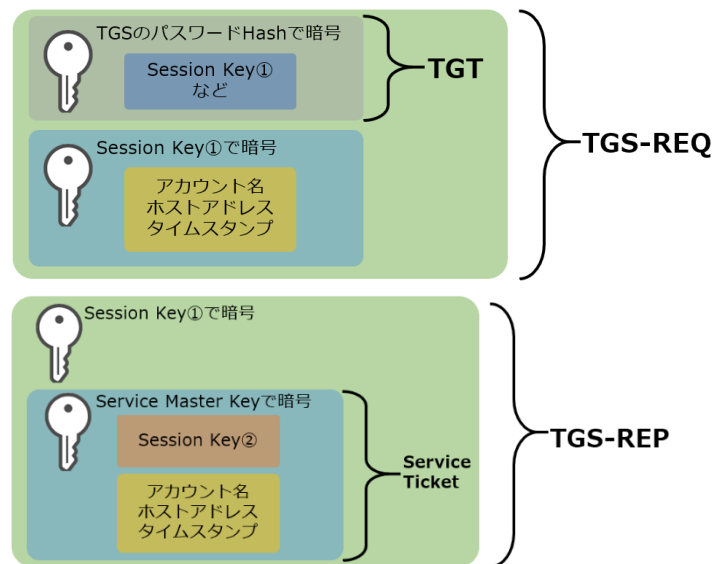 TGSのパスワードHashで暗号
Session Key①
など
TGT
Session Key①で暗号
アカウント名
ホストアドレス
タイムスタンプ
TGS-REQ
Session Key①で暗号
Service Master Keyで暗号
Session Key②
アカウント名
ホストアドレス
タイムスタンプ
Service
Ticket
TGS-REP